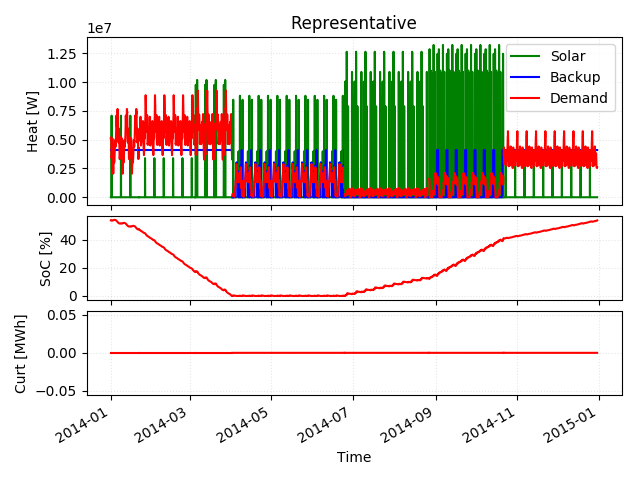 Representative
1e7
Heat [W]
1.25
1.00
0.75
0.50
0.25
0.00
Solar
Backup
Demand
SoC [%]
40
20
0
Curt [MWh]
0.05
0.00
−0.05
2014-01
2014-03
2014-05
2014-07
2014-09
2014-11
2015-01
Time